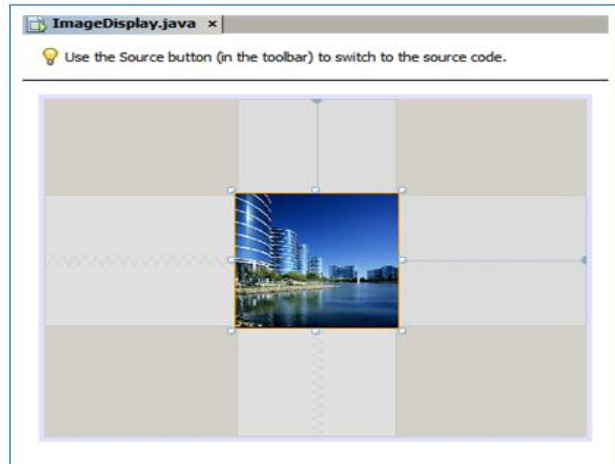 ImageDisplay.java ×
Use the Source button (in the toolbar) to switch to the source code.